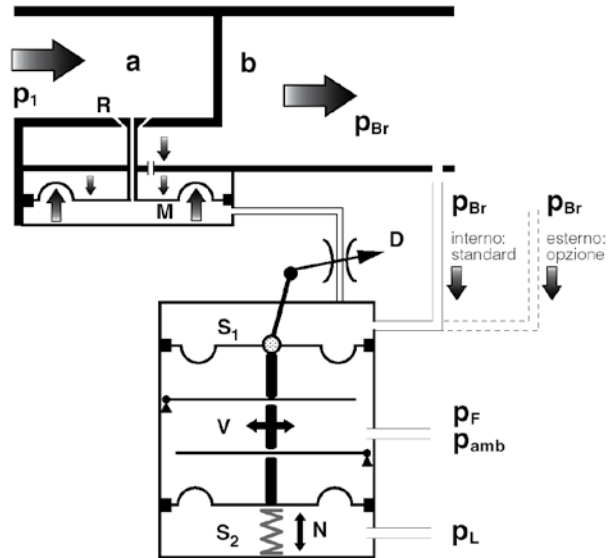 a
b
p1
R
pBr
M
D
pBr
interno:
standard
pBr
esterno:
opzione
S1
V
pF
pamb
S2
N
pL